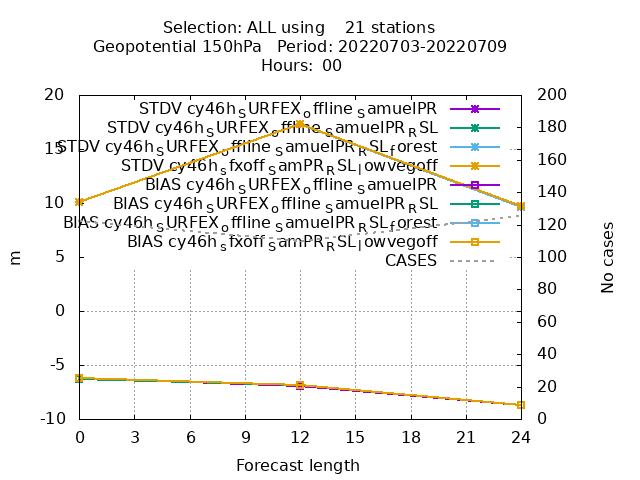 Selection: ALL using 21 stations
Geopotential 150hPa Period: 20220703-20220709
Hours: 00
STDV cy46h_SURFEX_offline_SamuelPR
STDV cy46h_SURFEX_offline_SamuelPR_RSL
STDV cy46h_SURFEX_offline_SamuelPR_RSL_forest
STDV cy46h_sfxoff_SamPR_RSL_lowvegoff
BIAS cy46h_SURFEX_offline_SamuelPR
BIAS cy46h_SURFEX_offline_SamuelPR_RSL
BIAS cy46h_SURFEX_offline_SamuelPR_RSL_forest
BIAS cy46h_sfxoff_SamPR_RSL_lowvegoff
CASES
20
15
10
5
0
-5
-10
m
200
180
160
140
120
100
80
60
40
20
0
No cases
0 3 6 9 12 15 18 21 24
Forecast length